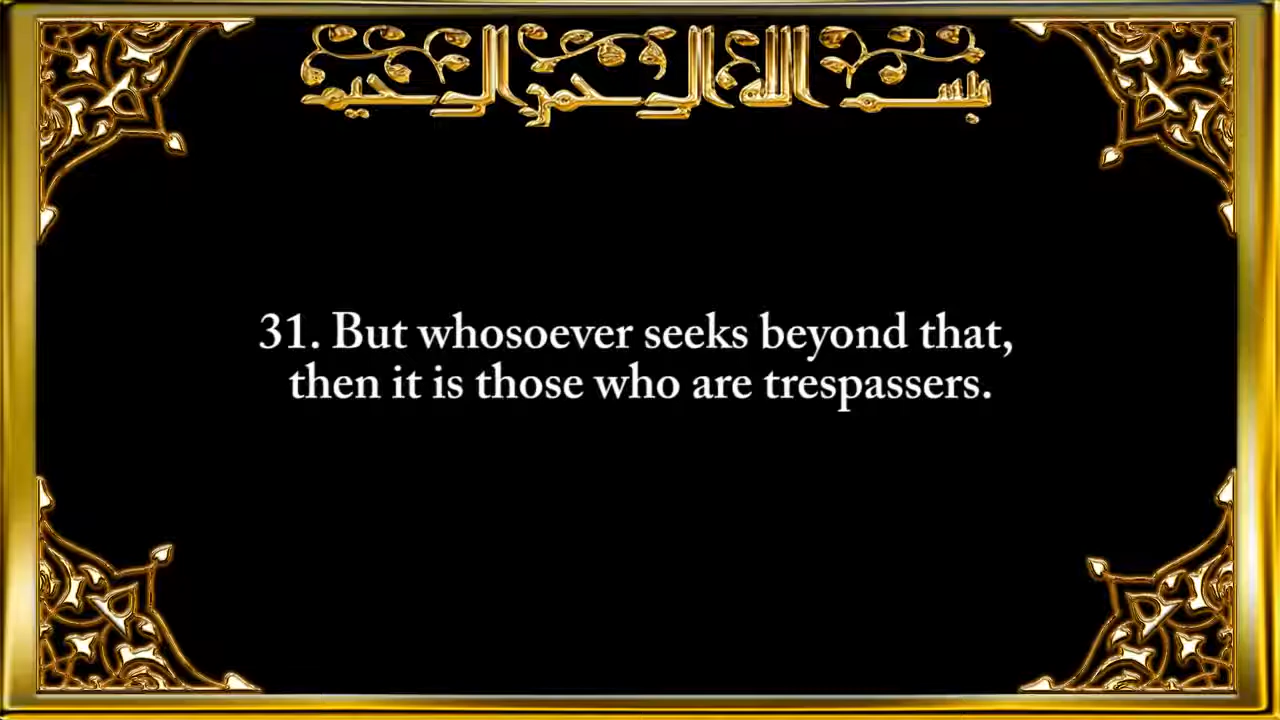 بسم الله الرحمن الرحيم
31. But whosoever seeks beyond that,
then it is those who are trespassers.